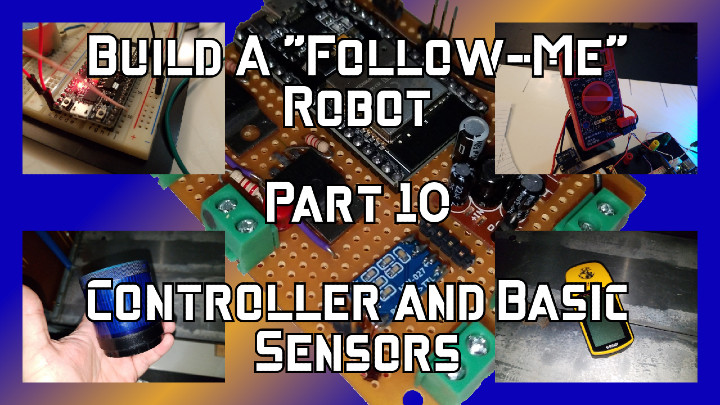 Build A "Follow-Me"
Robot
Part 10
Controller and Basic
Sensors